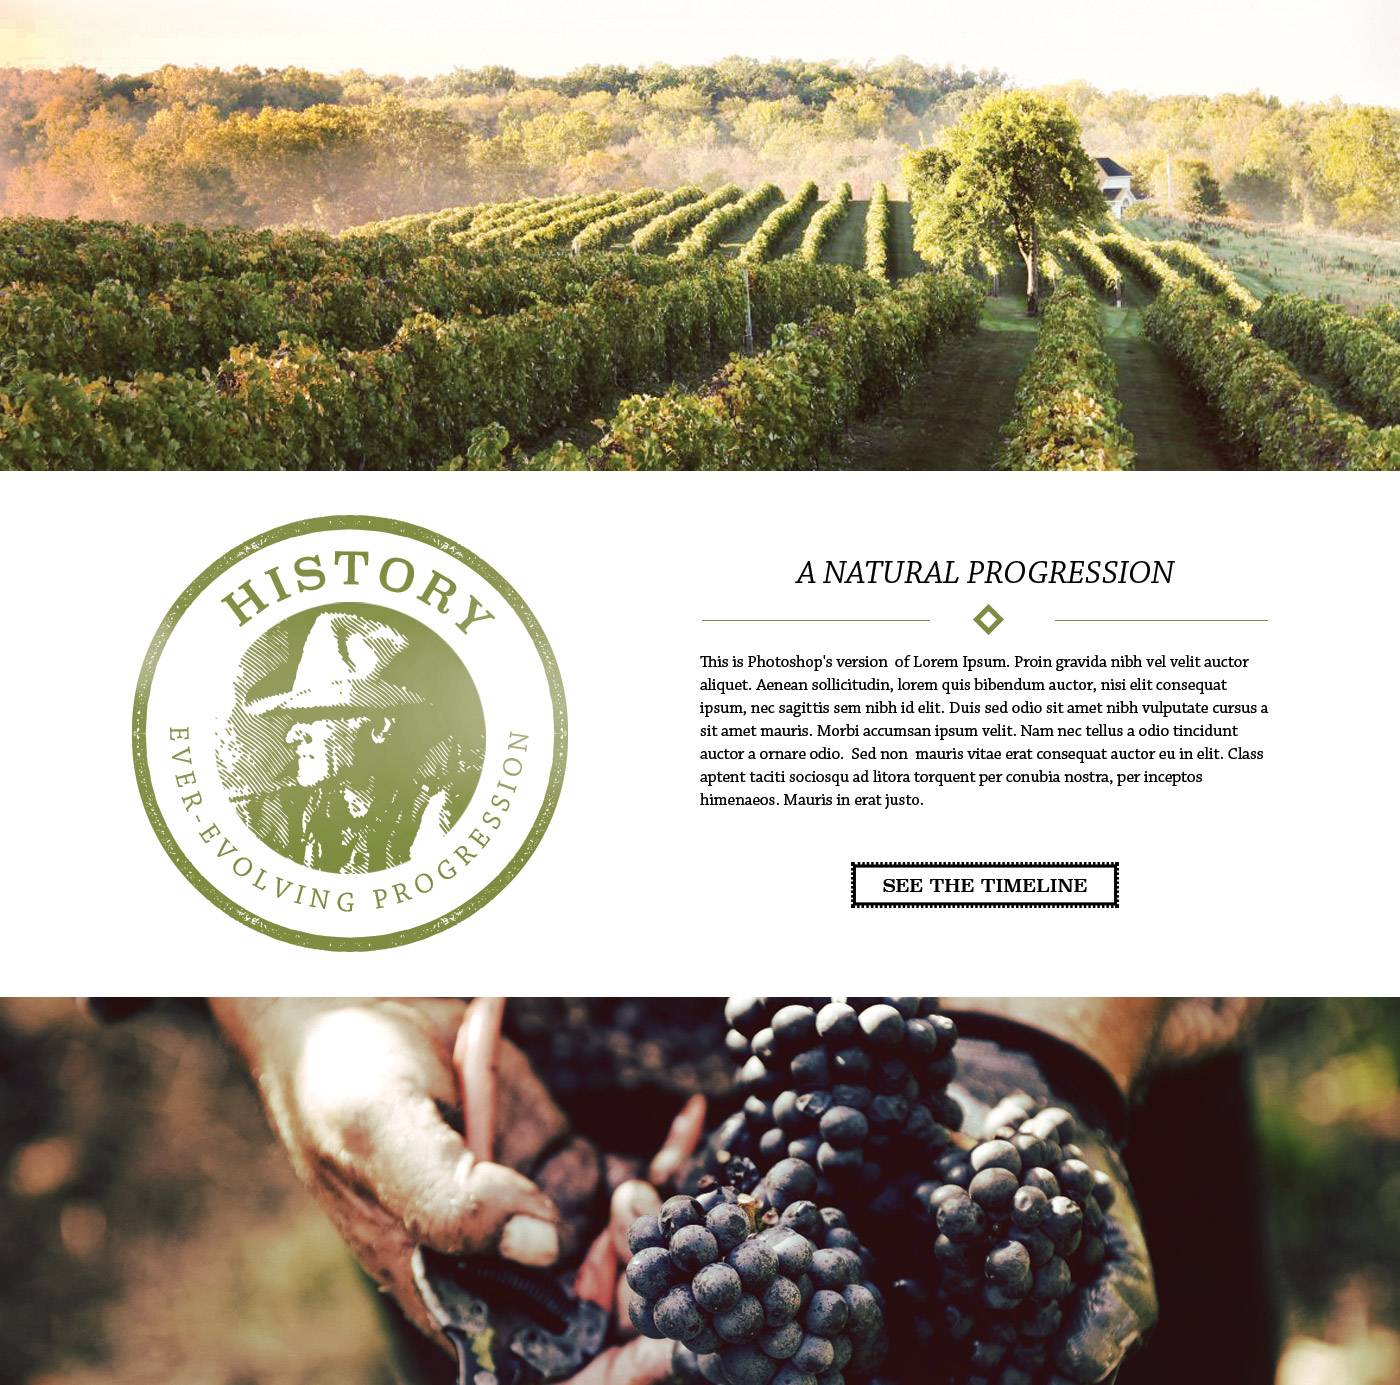 HISTORY
EVER-EVOLVING PROGRESSION
A NATURAL PROGRESSION
This is Photoshop's version  of Lorem Ipsum. Proin gravida nibh vel velit auctor
aliquet. Aenean sollicitudin, lorem quis bibendum auctor, nisi elit consequat
ipsum, nec sagittis sem nibh id elit. Duis sed odio sit amet nibh vulputate cursus a
sit amet mauris. Morbi accumsan ipsum velit. Nam nec tellus a odio tincidunt
auctor a ornare odio.  Sed non  mauris vitae erat consequat auctor eu in elit. Class
aptent taciti sociosqu ad litora torquent per conubia nostra, per inceptos
himenaeos. Mauris in erat justo.
SEE THE TIMELINE